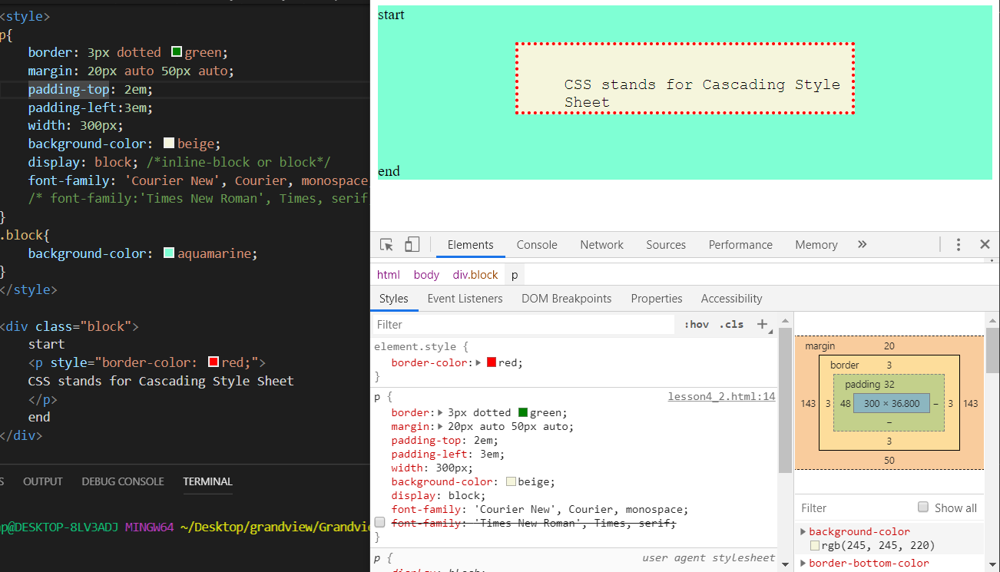 <style>
p{
border: 3px dotted green;
margin: 20px auto 50px auto;
padding-top: 2em;
padding-left:3em;
width: 300px;
background-color: beige;
display: block; /*inline-block or block*/
font-family: 'Courier New', Courier, monospace;
/* font-family:'Times New Roman', Times, serif
}
.block{
background-color: aquamarine;
}
</style>
<div class="block">
start
<p style="border-color: red;">
CSS stands for Cascading Style Sheet
</p>
end
</div>
S OUTPUT DEBUG CONSOLE TERMINAL
p@DESKTOP-8LV3ADJ MINGW64 ~/Desktop/grandview/Grandvie
start
CSS stands for Cascading Style
Sheet
end
Elements Console Network Sources Performance Memory »
html body div.block p
Styles Event Listeners DOM Breakpoints Properties Accessibility
Filter :hov .cls +
element.style {
border-color: red;
}
p { lesson4_2.html:14
border: 3px dotted green;
margin: 20px auto 50px auto;
padding-top: 2em;
padding-left: 3em;
width: 300px;
background-color: beige;
display: block;
font-family: 'Courier New', Courier, monospace;
font-family: 'Times New Roman', Times, serif;
}
p { user agent stylesheet
display: block;
margin 20
border 3
padding 32
143 3 48 300 × 36.800 – 3 143
–
3
50
Filter Show all
background-color
rgb(245, 245, 220)
border-bottom-color